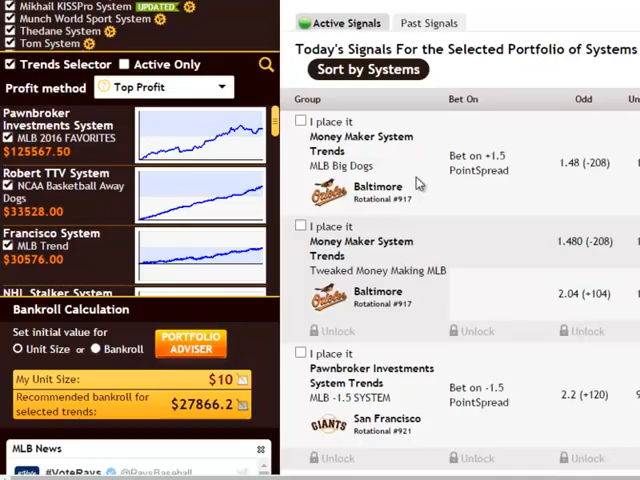 Mikhail KISSPro System UPDATED
Munch World Sport System
Thedane System
Tom System
Trends Selector Active Only
Profit method Top Profit
Pawnbroker
Investments System
MLB 2016 FAVORITES
$125567.50
Robert TTV System
NCAA Basketball Away
Dogs
$33528.00
Francisco System
MLB Trend
$30576.00
NHL Stalker System
Bankroll Calculation
Set initial value for
Unit Size or Bankroll
PORTFOLIO
ADVISER
My Unit Size: $10
Recommended bankroll for
selected trends: $27866.2
MLB News
#VoteRays @RaysBaseball
Active Signals Past Signals
Today's Signals For the Selected Portfolio of Systems
Sort by Systems
Group Bet On Odd
I place it
Money Maker System
Trends
MLB Big Dogs
Baltimore
Rotational #917
Bet on +1.5
PointSpread
1.48 (-208)
I place it
Money Maker System
Trends
Tweaked Money Making MLB
1.480 (-208)
Baltimore
Rotational #917
2.04 (+104)
Unlock Unlock Unlock
I place it
Pawnbroker Investments
System Trends
MLB -1.5 SYSTEM
Bet on -1.5
PointSpread
2.2 (+120)
GIANTS
San Francisco
Rotational #921
Unlock Unlock Unlock